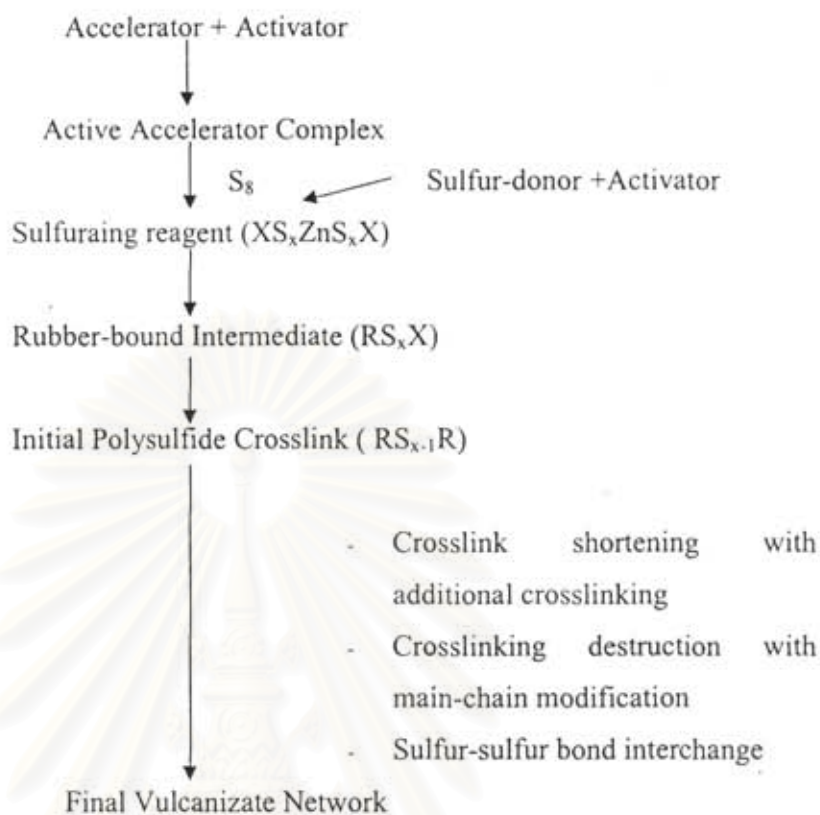 Accelerator + Activator
Active Accelerator Complex
S₈
Sulfur-donor +Activator
Sulfuraing reagent (XSₓZnSₓX)
Rubber-bound Intermediate (RSₓX)
Initial Polysulfide Crosslink ( RSₓ₋₁R)
- Crosslink shortening with
additional crosslinking
- Crosslinking destruction with
main-chain modification
- Sulfur-sulfur bond interchange
Final Vulcanizate Network